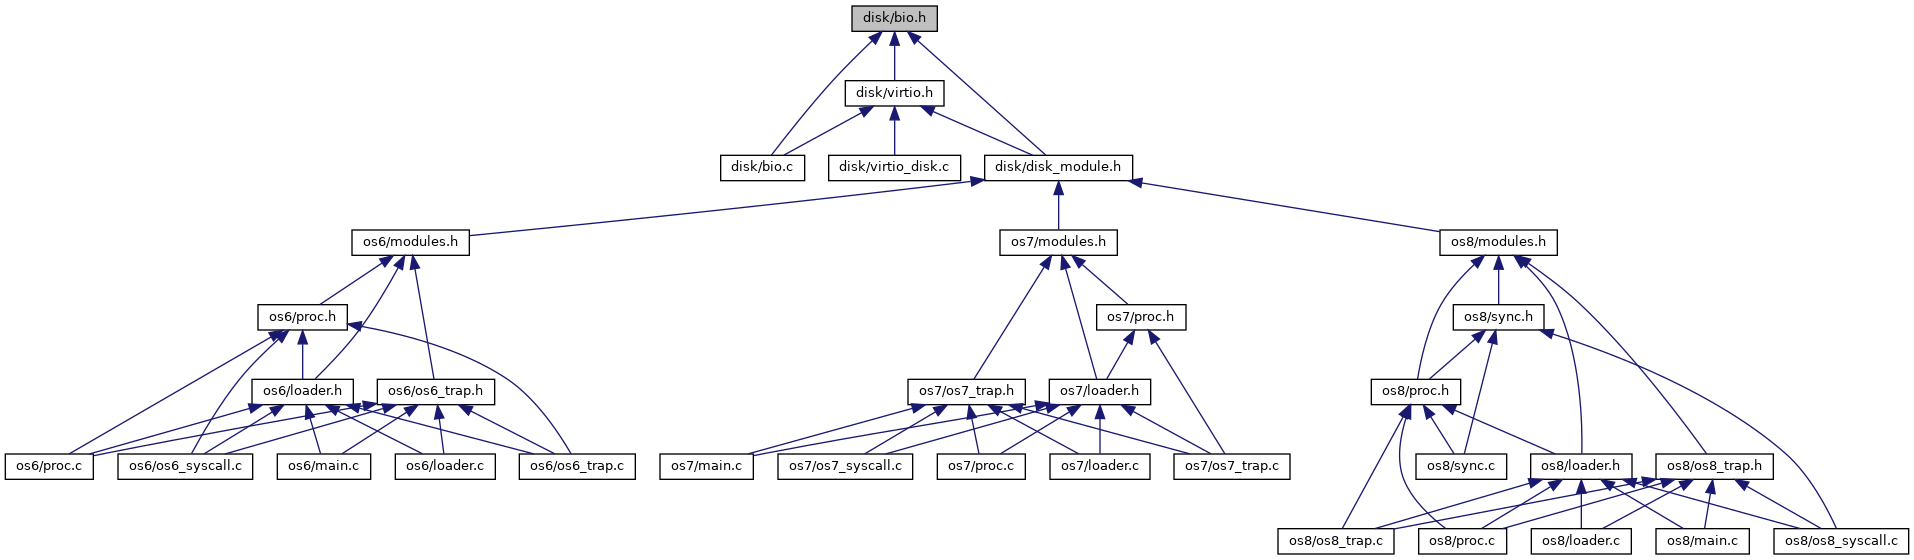 disk/bio.h
disk/virtio.h
disk/bio.c
disk/virtio_disk.c
disk/disk_module.h
os6/modules.h
os7/modules.h
os8/modules.h
os6/proc.h
os7/proc.h
os8/sync.h
os6/loader.h
os6/os6_trap.h
os7/os7_trap.h
os7/loader.h
os8/proc.h
os6/proc.c
os6/os6_syscall.c
os6/main.c
os6/loader.c
os6/os6_trap.c
os7/main.c
os7/os7_syscall.c
os7/proc.c
os7/loader.c
os7/os7_trap.c
os8/sync.c
os8/loader.h
os8/os8_trap.h
os8/os8_trap.c
os8/proc.c
os8/loader.c
os8/main.c
os8/os8_syscall.c